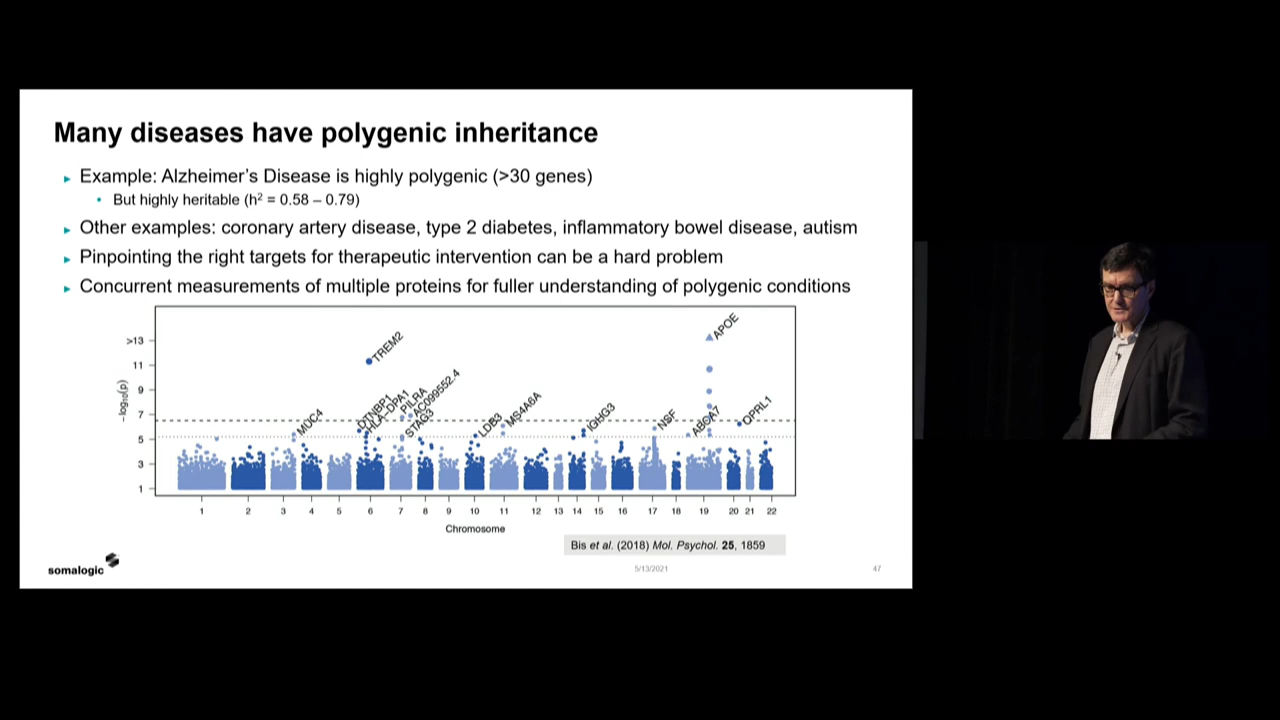 Many diseases have polygenic inheritance
▸ Example: Alzheimer's Disease is highly polygenic (>30 genes)
• But highly heritable (h² = 0.58 – 0.79)
▸ Other examples: coronary artery disease, type 2 diabetes, inflammatory bowel disease, autism
▸ Pinpointing the right targets for therapeutic intervention can be a hard problem
▸ Concurrent measurements of multiple proteins for fuller understanding of polygenic conditions
−log₁₀(p)
>13
11
9
7
5
3
1
MUC4
DTNBP1
HLA-DPA1
TREM2
PILRA
AC099552.4
STAG3
LDB3
MS4A6A
IGHG3
NSF
ABCA7
APOE
OPRL1
1 2 3 4 5 6 7 8 9 10 11 12 13 14 15 16 17 18 19 20 21 22
Chromosome
Bis et al. (2018) Mol. Psychol. 25, 1859
somalogic
5/13/2021
47